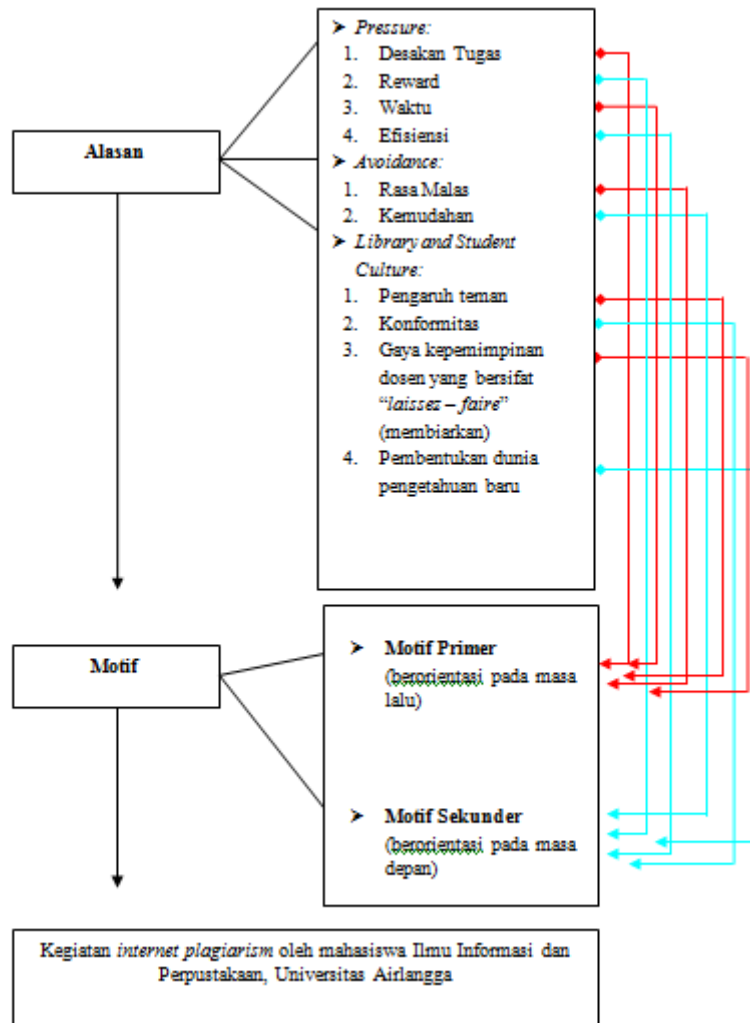 ➤ Pressure:
1. Desakan Tugas
2. Reward
3. Waktu
4. Efisiensi
Alasan
➤ Avoidance:
1. Rasa Malas
2. Kemudahan
➤ Library and Student
Culture:
1. Pengaruh teman
2. Konformitas
3. Gaya kepemimpinan
dosen yang bersifat
“laissez – faire”
(membiarkan)
4. Pembentukan dunia
pengetahuan baru
Motif
➤ Motif Primer
(berorientasi pada masa
lalu)
➤ Motif Sekunder
(berorientasi pada masa
depan)
Kegiatan internet plagiarism oleh mahasiswa Ilmu Informasi dan
Perpustakaan, Universitas Airlangga